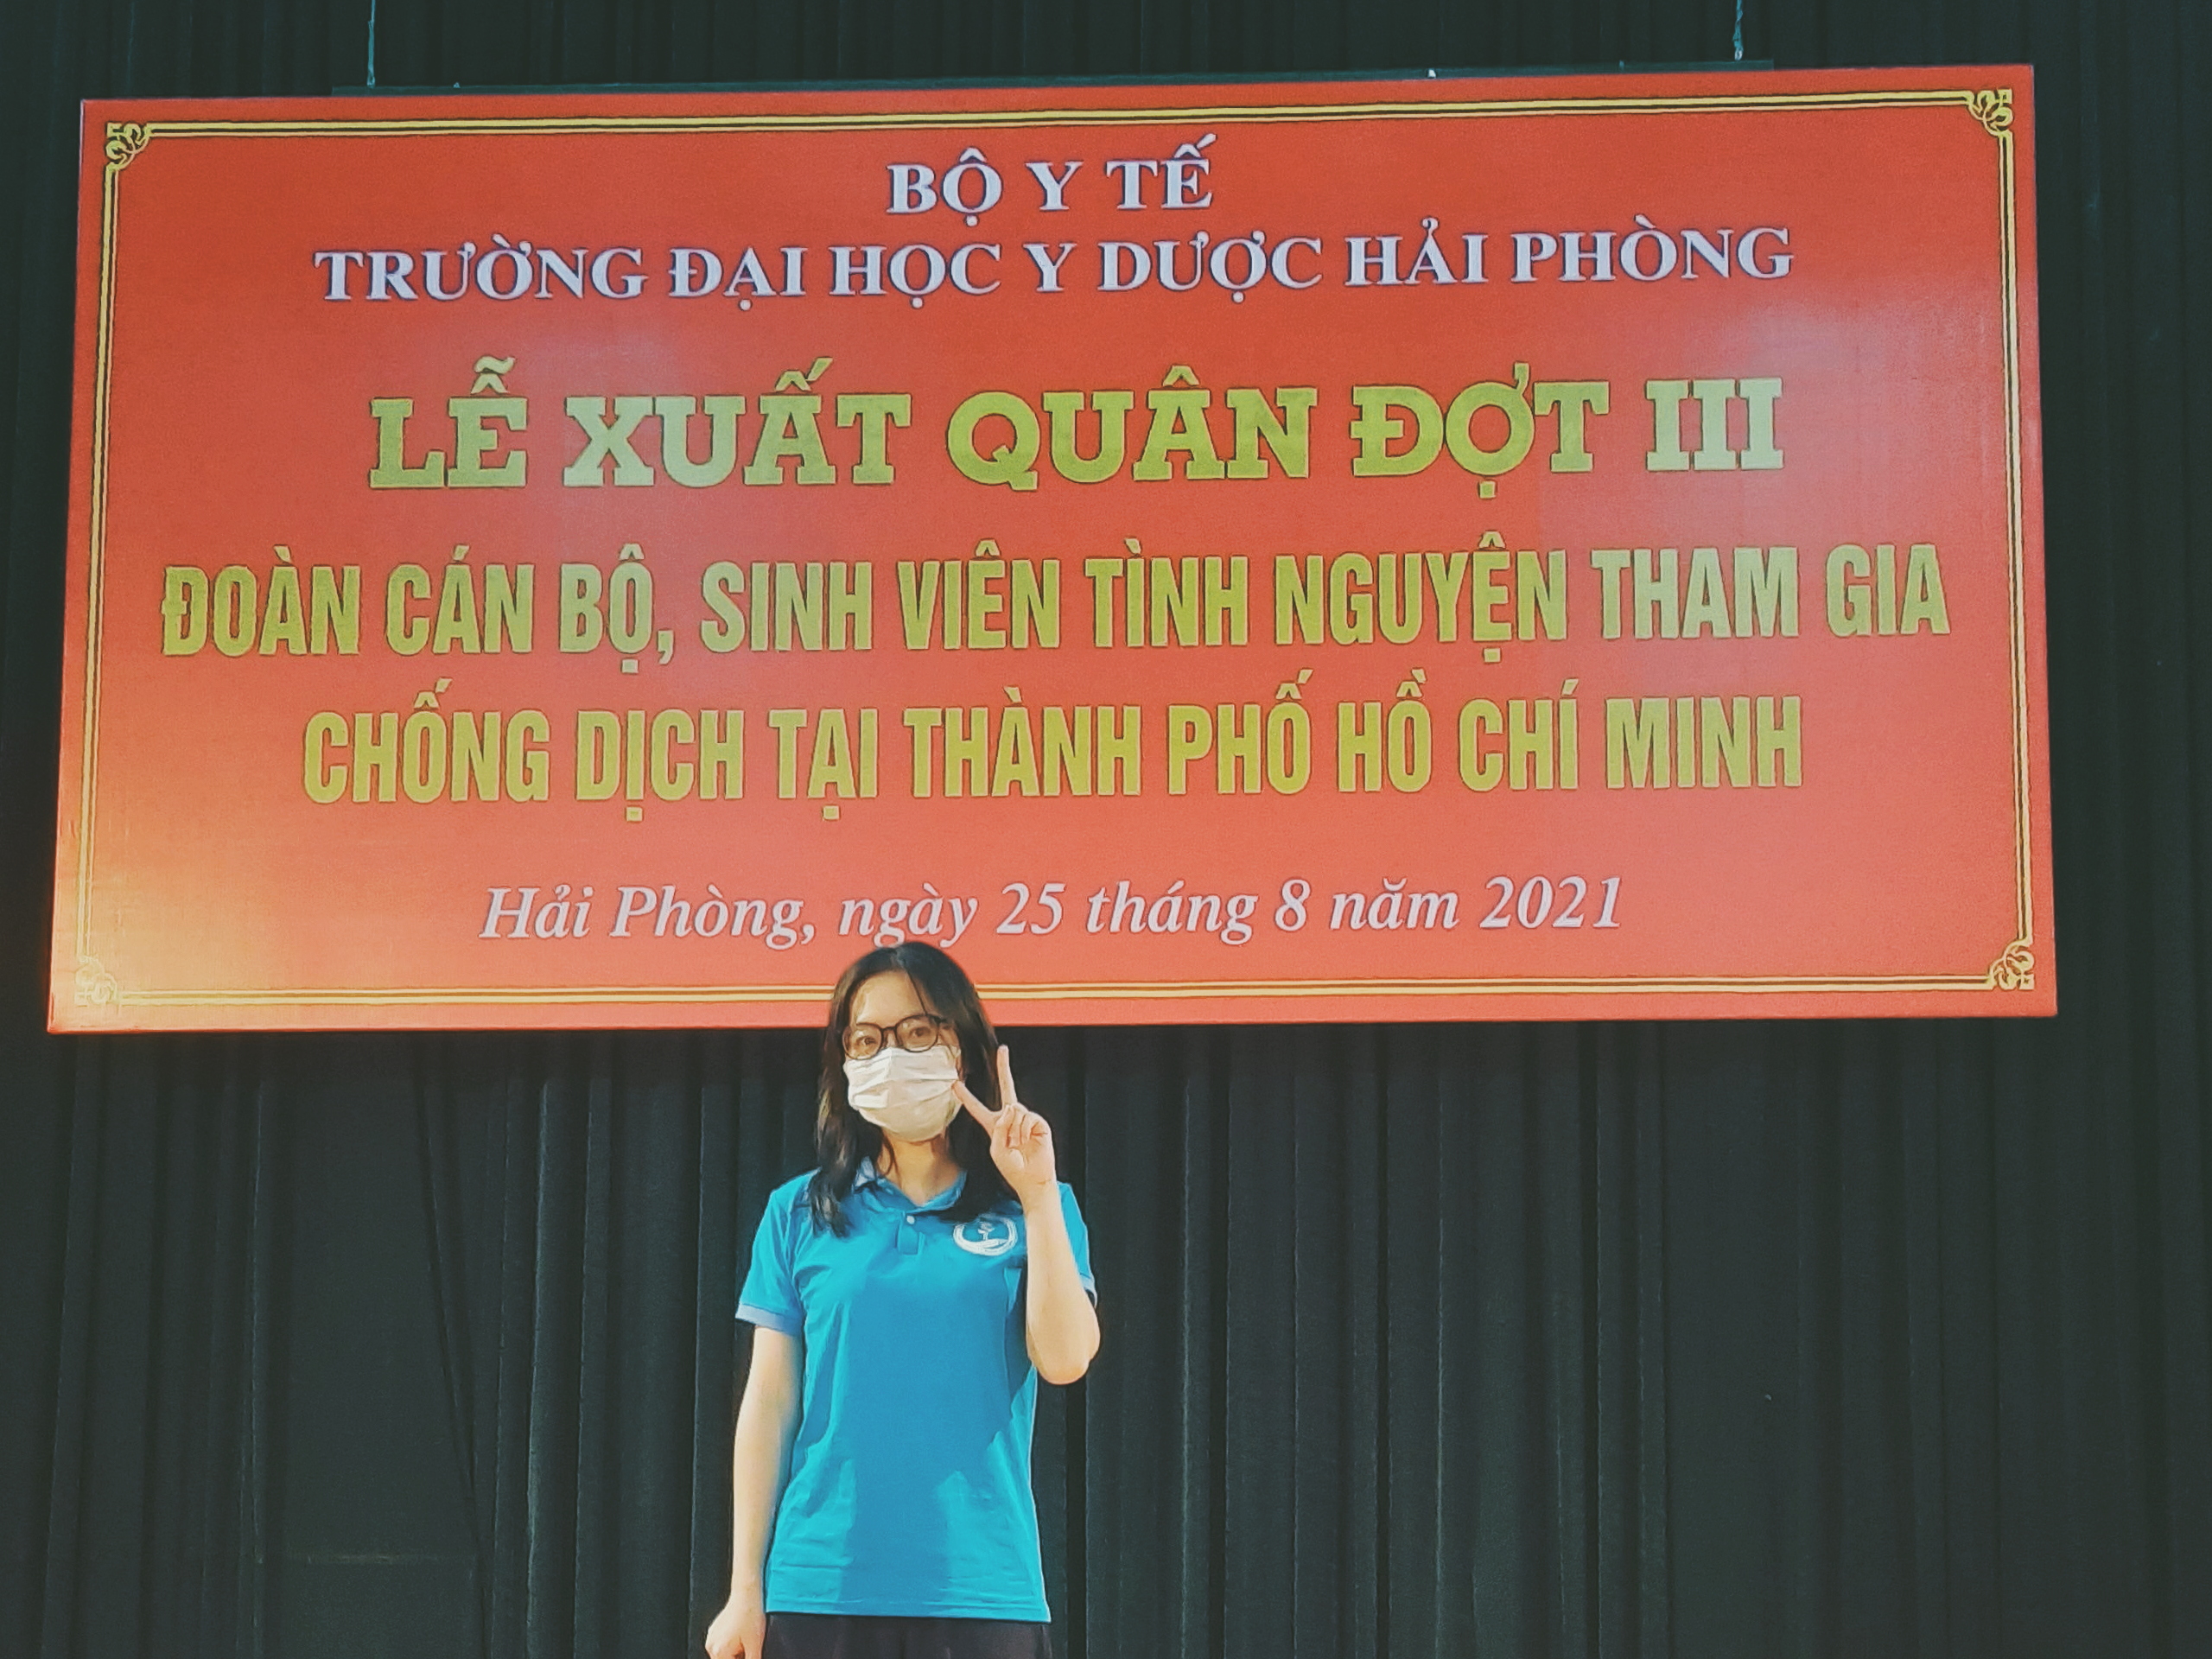 BỘ Y TẾ
TRƯỜNG ĐẠI HỌC Y DƯỢC HẢI PHÒNG
LỄ XUẤT QUÂN ĐỢT III
ĐOÀN CÁN BỘ, SINH VIÊN TÌNH NGUYỆN THAM GIA
CHỐNG DỊCH TẠI THÀNH PHỐ HỒ CHÍ MINH
Hải Phòng, ngày 25 tháng 8 năm 2021